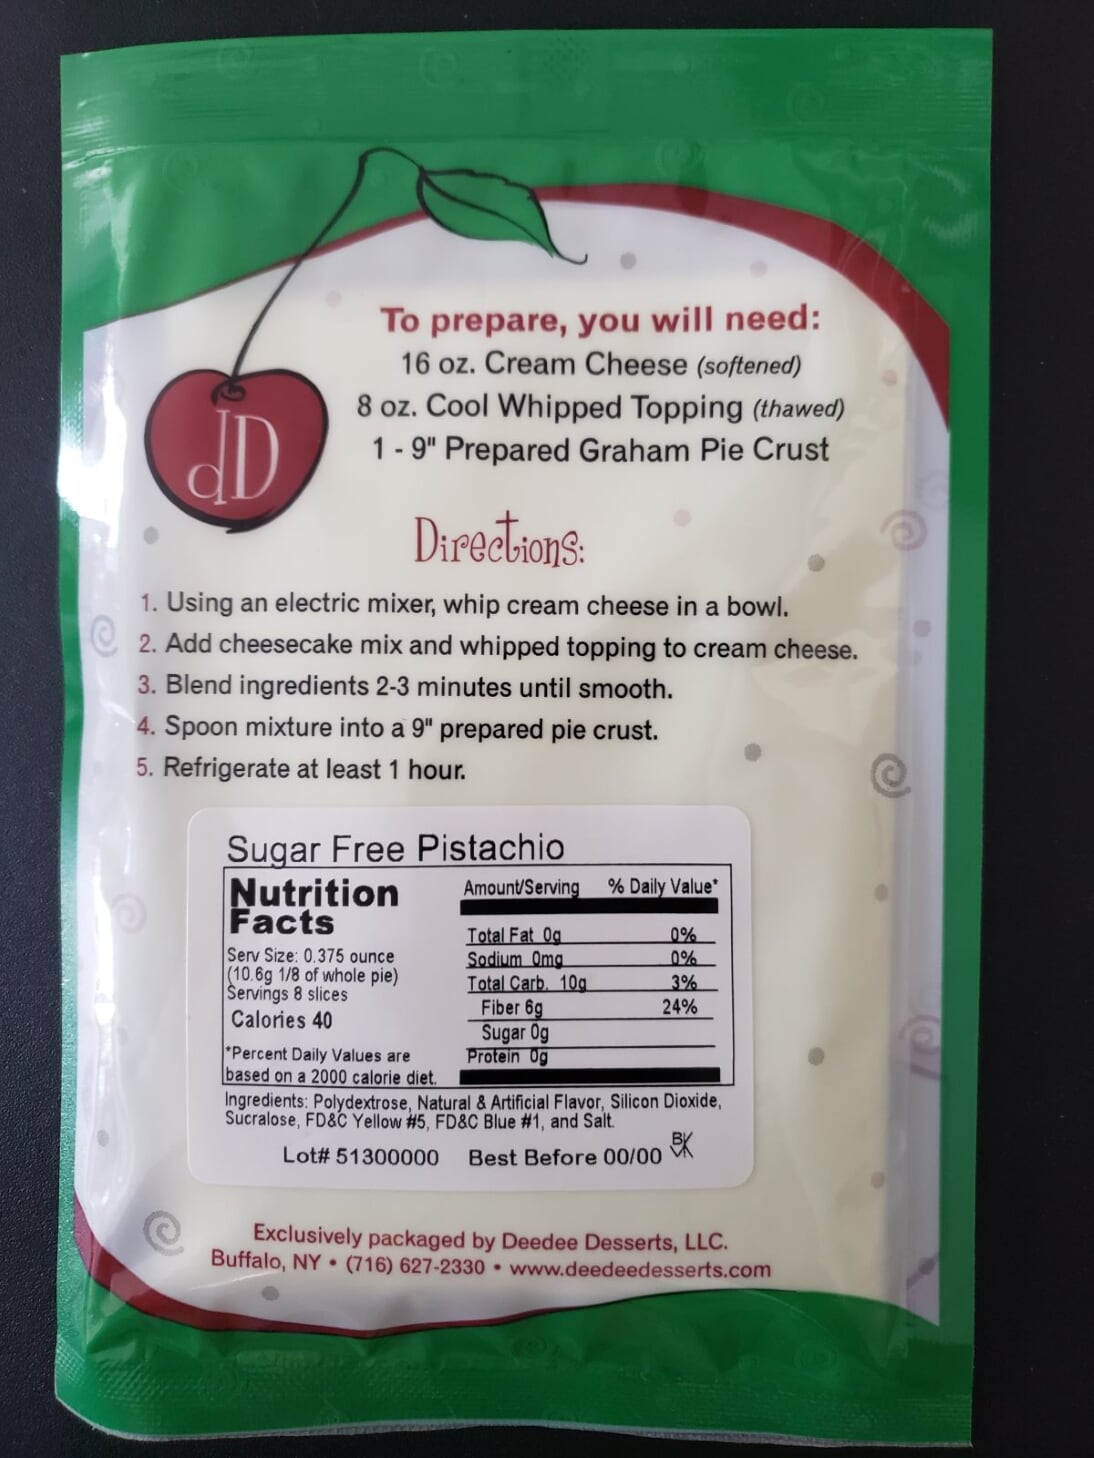 To prepare, you will need:
16 oz. Cream Cheese (softened)
8 oz. Cool Whipped Topping (thawed)
1 - 9" Prepared Graham Pie Crust
dD
Directions:
1. Using an electric mixer, whip cream cheese in a bowl.
2. Add cheesecake mix and whipped topping to cream cheese.
3. Blend ingredients 2-3 minutes until smooth.
4. Spoon mixture into a 9" prepared pie crust.
5. Refrigerate at least 1 hour.
Sugar Free Pistachio
Nutrition
Facts
Serv Size: 0.375 ounce
(10.6g 1/8 of whole pie)
Servings 8 slices
Calories 40
*Percent Daily Values are
based on a 2000 calorie diet.
Amount/Serving % Daily Value*
Total Fat 0g 0%
Sodium 0mg 0%
Total Carb. 10g 3%
Fiber 6g 24%
Sugar 0g
Protein 0g
Ingredients: Polydextrose, Natural & Artificial Flavor, Silicon Dioxide,
Sucralose, FD&C Yellow #5, FD&C Blue #1, and Salt.
Lot# 51300000 Best Before 00/00 BVK
Exclusively packaged by Deedee Desserts, LLC.
Buffalo, NY • (716) 627-2330 • www.deedeedesserts.com